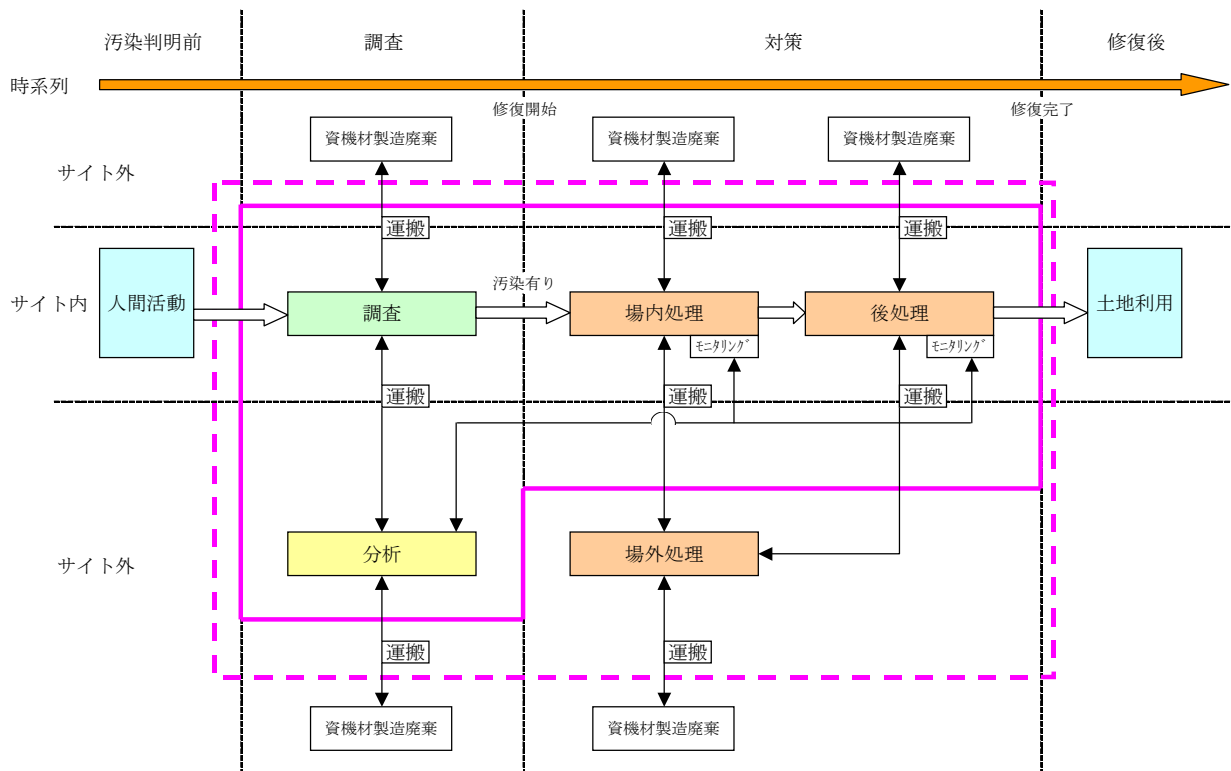 汚染判明前
調査
対策
修復後
時系列
修復開始
修復完了
資機材製造廃棄
資機材製造廃棄
資機材製造廃棄
サイト外
運搬
運搬
運搬
サイト内
人間活動
調査
汚染有り
場内処理
後処理
土地利用
ﾓﾆﾀﾘﾝｸﾞ
ﾓﾆﾀﾘﾝｸﾞ
運搬
運搬
運搬
サイト外
分析
場外処理
運搬
運搬
資機材製造廃棄
資機材製造廃棄